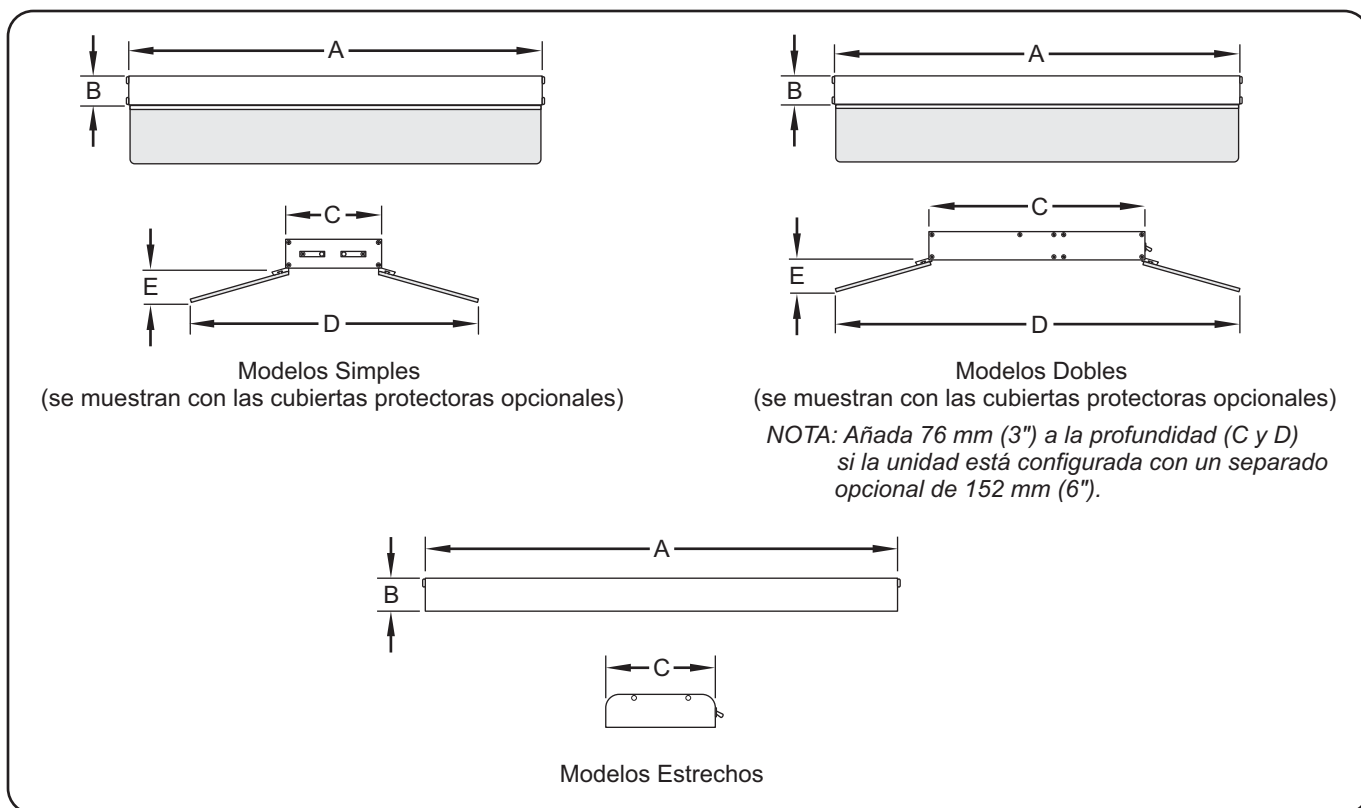 A
B
C
E
D
Modelos Simples
(se muestran con las cubiertas protectoras opcionales)
A
B
C
E
D
Modelos Dobles
(se muestran con las cubiertas protectoras opcionales)
NOTA: Añada 76 mm (3") a la profundidad (C y D)
si la unidad está configurada con un separado
opcional de 152 mm (6").
A
B
C
Modelos Estrechos